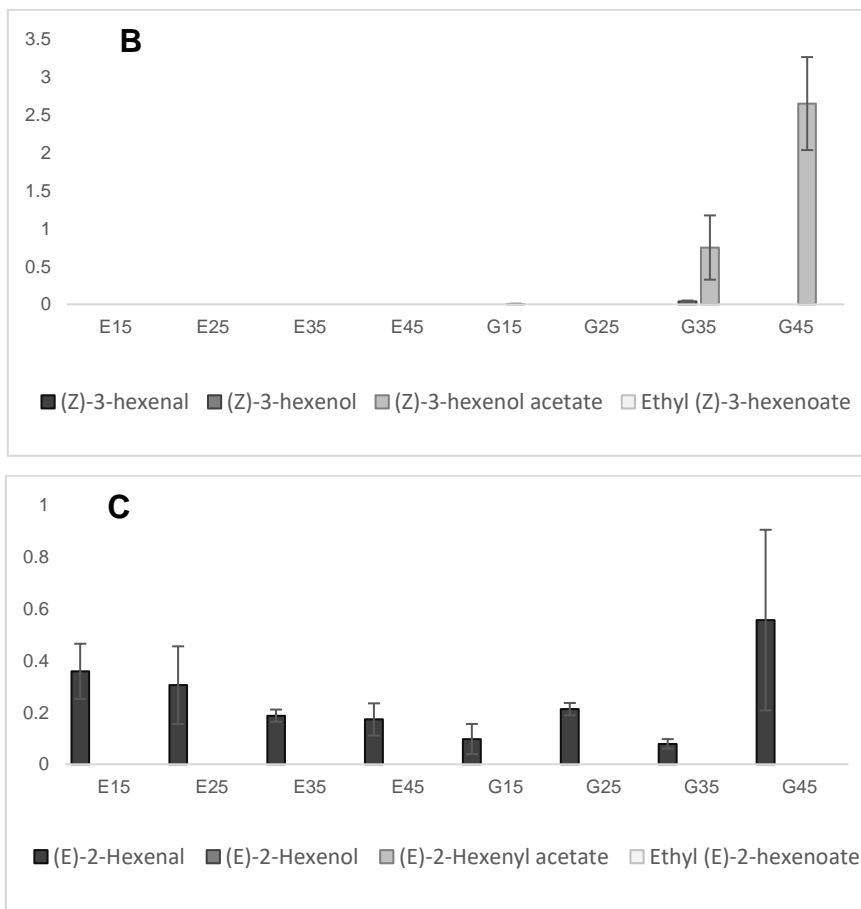 B
3.5
3
2.5
2
1.5
1
0.5
0
E15 E25 E35 E45 G15 G25 G35 G45
(Z)-3-hexenal (Z)-3-hexenol (Z)-3-hexenol acetate Ethyl (Z)-3-hexenoate
C
1
0.8
0.6
0.4
0.2
0
E15 E25 E35 E45 G15 G25 G35 G45
(E)-2-Hexenal (E)-2-Hexenol (E)-2-Hexenyl acetate Ethyl (E)-2-hexenoate